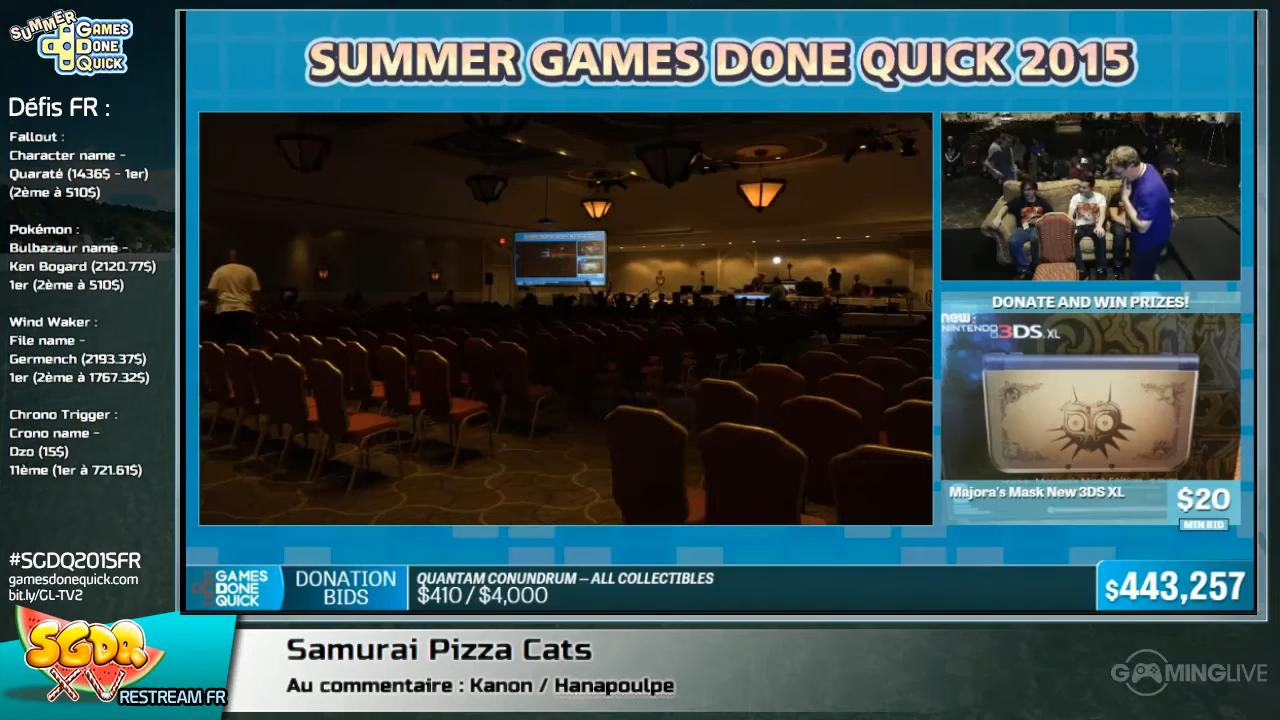 SUMMER
GAMES
DONE
QUICK
Défis FR :
Fallout :
Character name -
Quaraté (1436$ - 1er)
(2ème à 510$)
Pokémon :
Bulbazaur name -
Ken Bogard (2120.77$)
1er (2ème à 510$)
Wind Waker :
File name -
Germench (2193.37$)
1er (2ème à 1767.32$)
Chrono Trigger :
Crono name -
Dzo (15$)
11ème (1er à 721.61$)
#SGDQ2015FR
gamesdonequick.com
bit.ly/GL-TV2
SGDQ
XV
RESTREAM FR
SUMMER GAMES DONE QUICK 2015
DONATE AND WIN PRIZES!
new
NINTENDO 3DS XL
Majora's Mask New 3DS XL
$20
MIN BID
GAMES
DONE
QUICK
DONATION
BIDS
QUANTAM CONUNDRUM – ALL COLLECTIBLES
$410 / $4,000
$443,257
Samurai Pizza Cats
Au commentaire : Kanon / Hanapoulpe
GAMINGLIVE